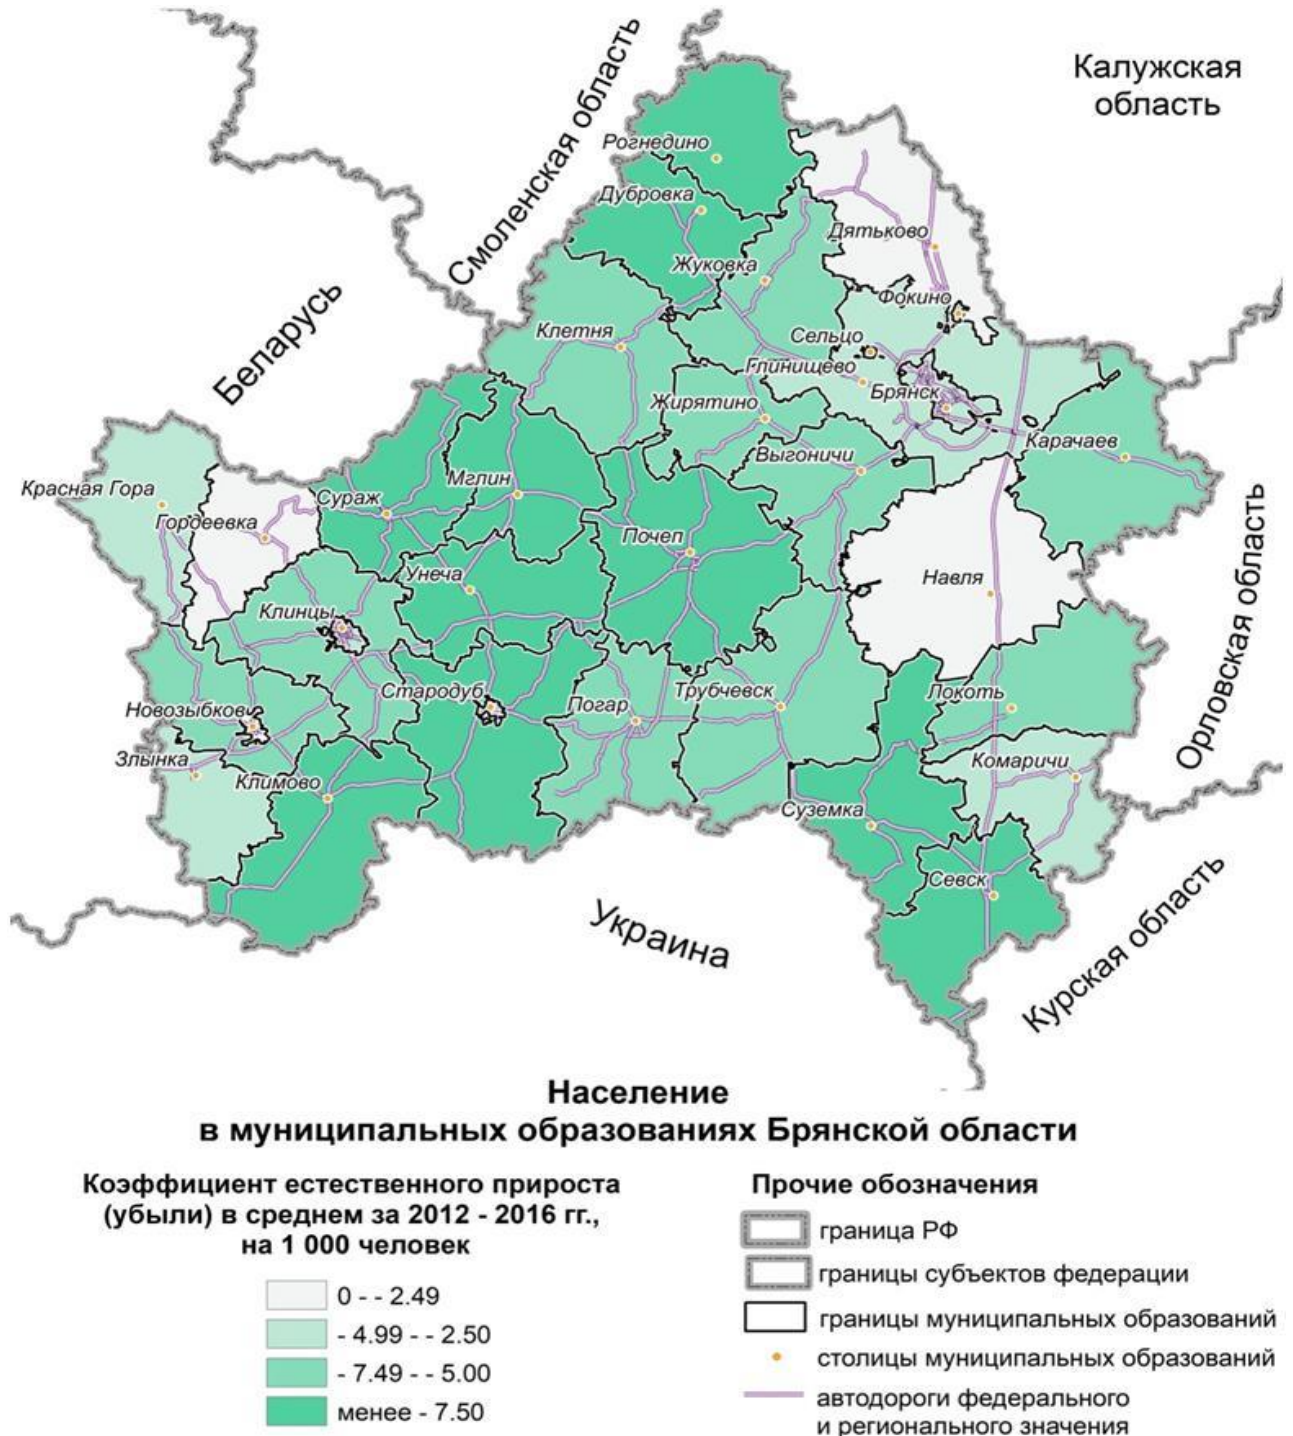 Калужская
область
Смоленская область
Беларусь
Рогнедино
Дубровка
Дятьково
Жуковка
Фокино
Клетня
Сельцо
Глинищево
Брянск
Жирятино
Карачаев
Выгоничи
Красная Гора
Сураж
Мглин
Гордеевка
Почеп
Унеча
Навля
Орловская область
Клинцы
Стародуб
Погар
Трубчевск
Локоть
Новозыбков
Злынка
Климово
Комаричи
Суземка
Севск
Украина
Курская область
Население
в муниципальных образованиях Брянской области
Коэффициент естественного прироста
(убыли) в среднем за 2012 - 2016 гг.,
на 1 000 человек
0 - - 2.49
- 4.99 - - 2.50
- 7.49 - - 5.00
менее - 7.50
Прочие обозначения
граница РФ
границы субъектов федерации
границы муниципальных образований
столицы муниципальных образований
автодороги федерального
и регионального значения